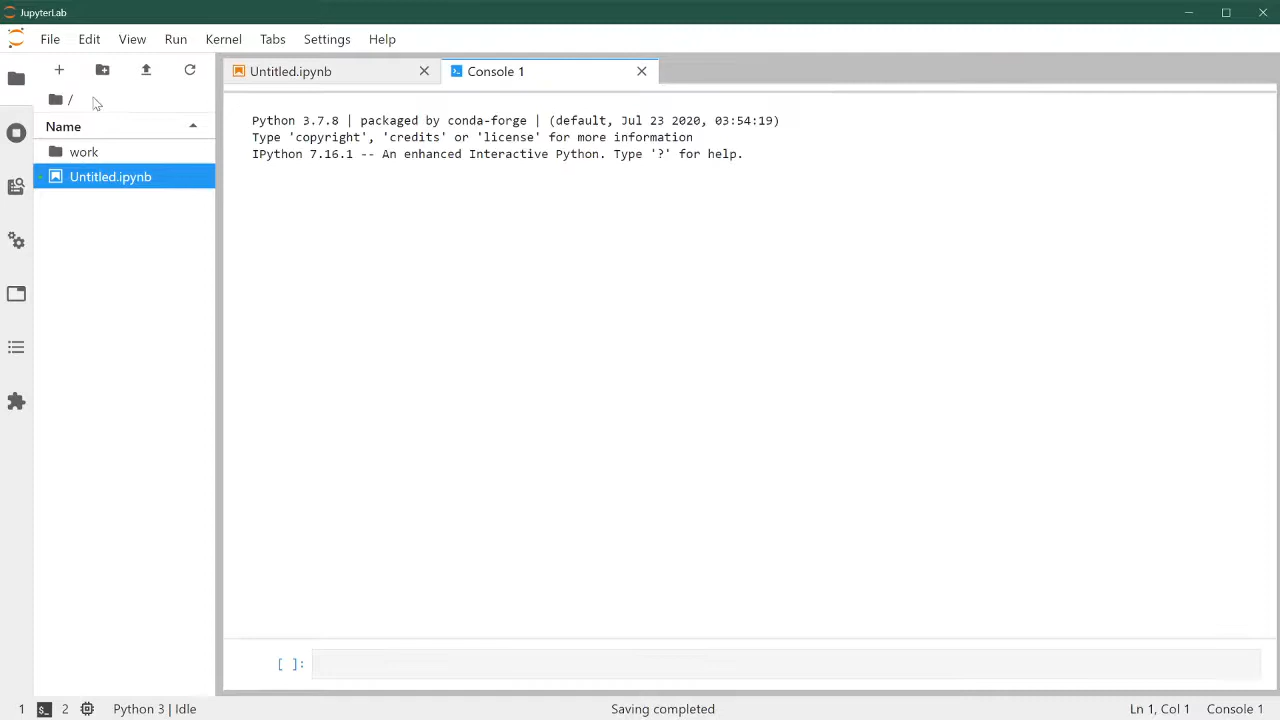 JupyterLab
File Edit View Run Kernel Tabs Settings Help
Untitled.ipynb Console 1
/
Name
work
Untitled.ipynb
Python 3.7.8 | packaged by conda-forge | (default, Jul 23 2020, 03:54:19)
Type 'copyright', 'credits' or 'license' for more information
IPython 7.16.1 -- An enhanced Interactive Python. Type '?' for help.
[ ]:
1 2 Python 3 | Idle Saving completed Ln 1, Col 1 Console 1